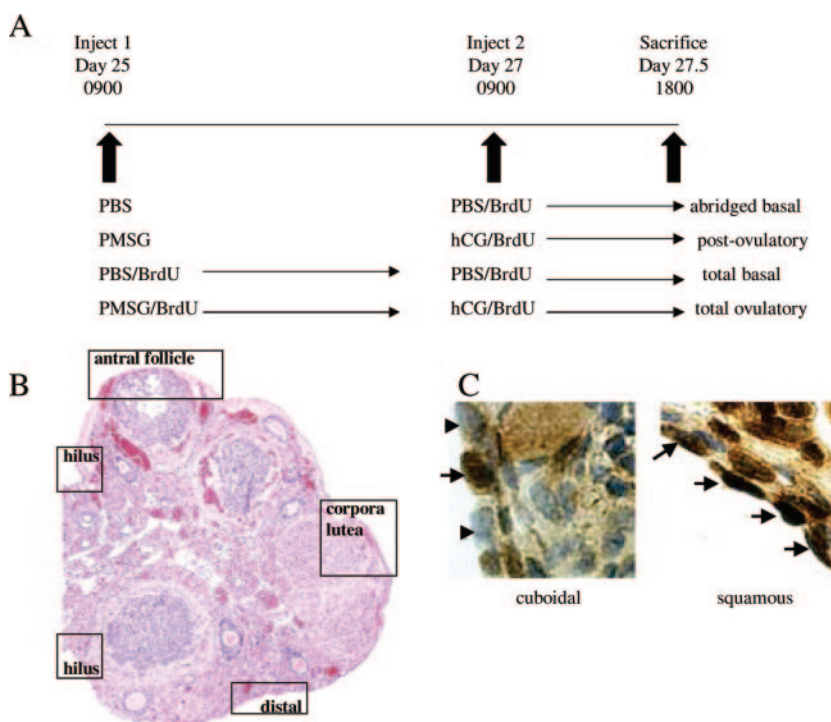 A
Inject 1
Day 25
0900
Inject 2
Day 27
0900
Sacrifice
Day 27.5
1800
PBS
PBS/BrdU
abridged basal
PMSG
hCG/BrdU
post-ovulatory
PBS/BrdU
PBS/BrdU
total basal
PMSG/BrdU
hCG/BrdU
total ovulatory
B
antral follicle
hilus
corpora
lutea
hilus
distal
C
cuboidal
squamous